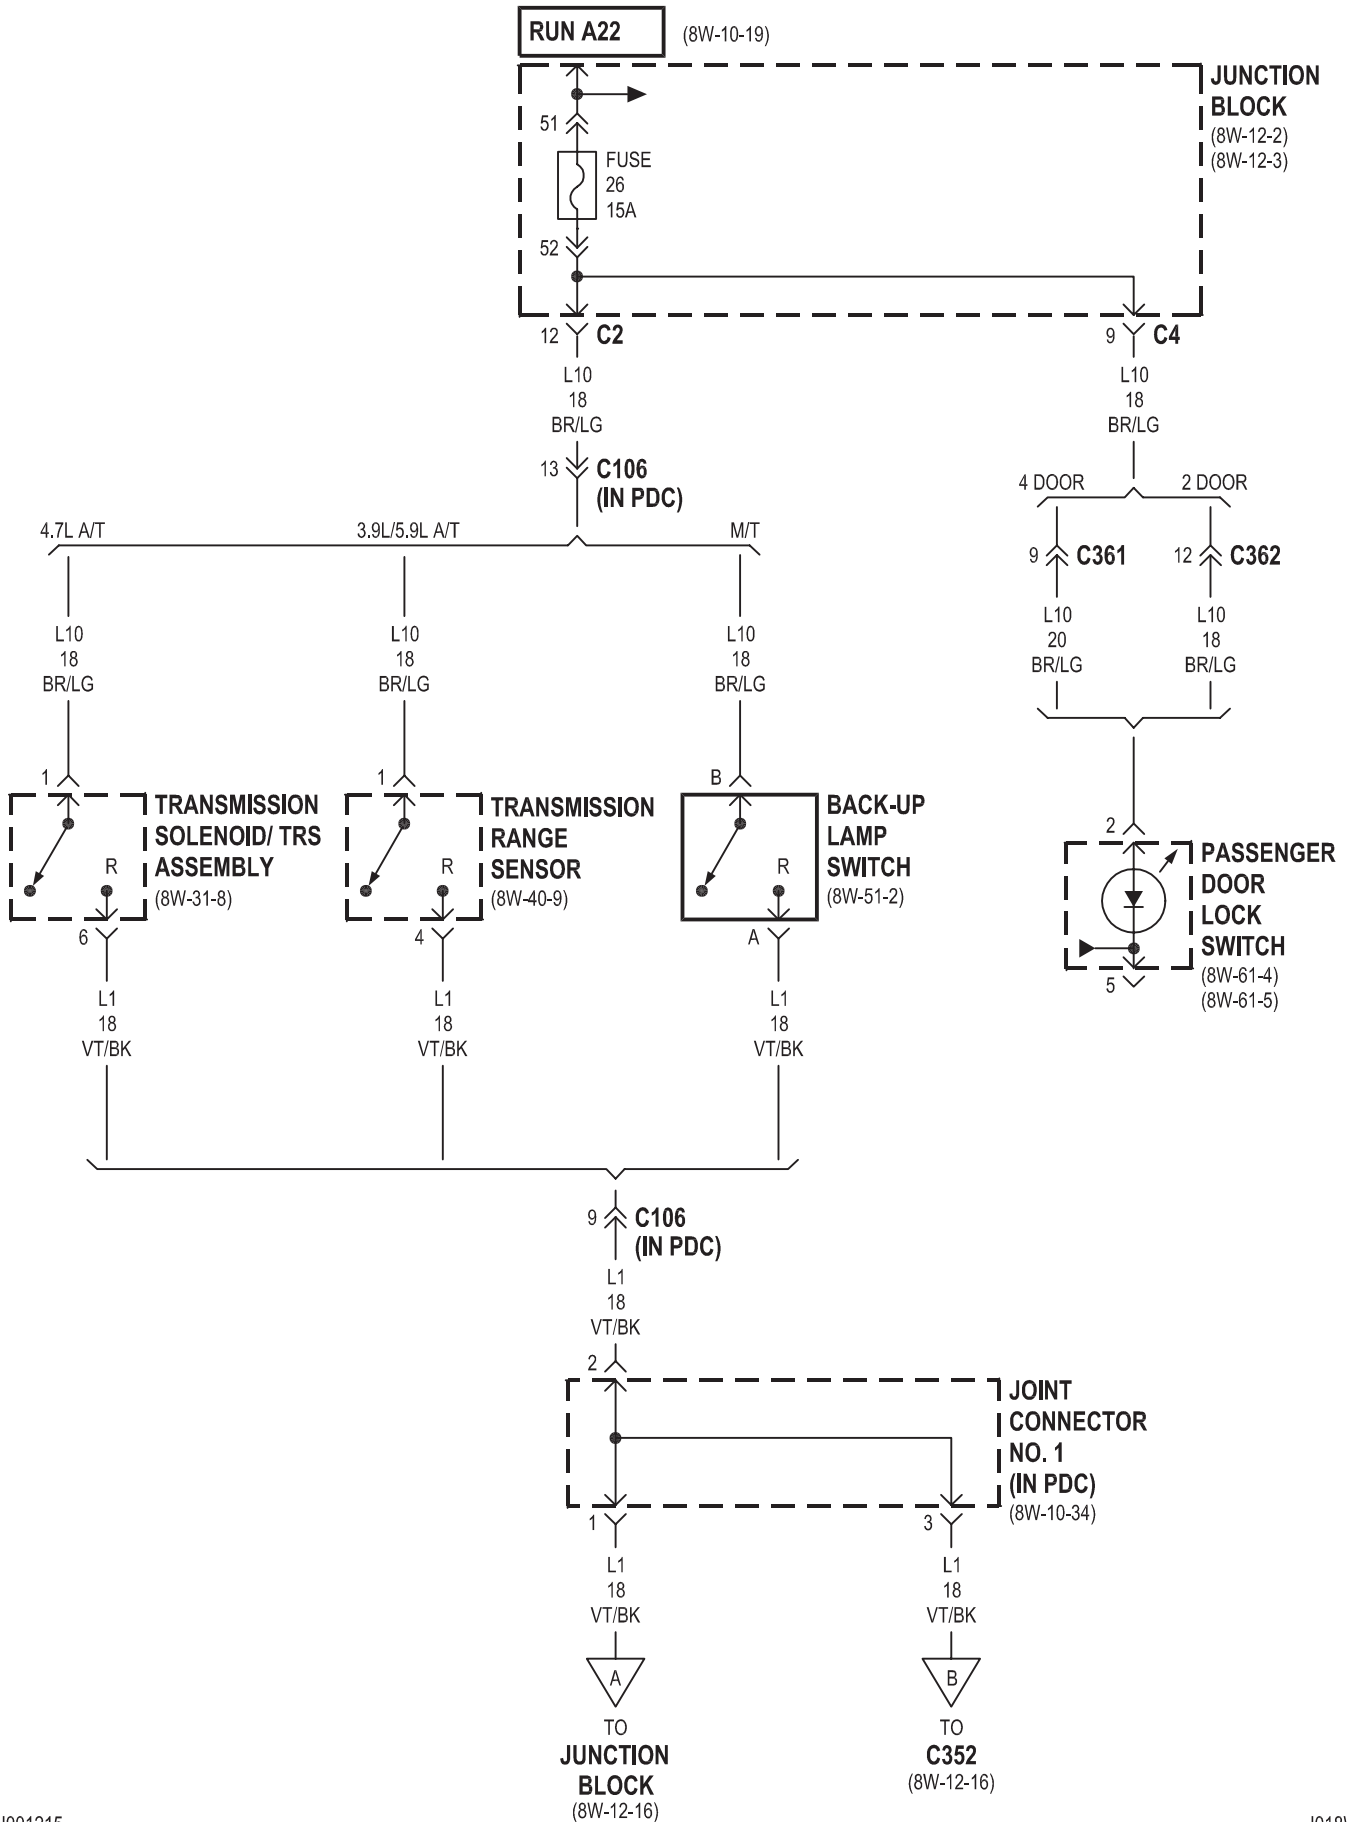 RUN A22
(8W-10-19)
JUNCTION
BLOCK
(8W-12-2)
(8W-12-3)
51
FUSE
26
15A
52
12
C2
9
C4
L10
18
BR/LG
L10
18
BR/LG
13
C106
(IN PDC)
4 DOOR
2 DOOR
4.7L A/T
3.9L/5.9L A/T
M/T
9
C361
12
C362
L10
18
BR/LG
L10
18
BR/LG
L10
18
BR/LG
L10
20
BR/LG
L10
18
BR/LG
1
TRANSMISSION
SOLENOID/ TRS
ASSEMBLY
(8W-31-8)
R
6
1
TRANSMISSION
RANGE
SENSOR
(8W-40-9)
R
4
B
BACK-UP
LAMP
SWITCH
(8W-51-2)
R
A
2
PASSENGER
DOOR
LOCK
SWITCH
(8W-61-4)
(8W-61-5)
5
L1
18
VT/BK
L1
18
VT/BK
L1
18
VT/BK
9
C106
(IN PDC)
L1
18
VT/BK
2
JOINT
CONNECTOR
NO. 1
(IN PDC)
(8W-10-34)
1
3
L1
18
VT/BK
L1
18
VT/BK
A
B
TO
JUNCTION
BLOCK
(8W-12-16)
TO
C352
(8W-12-16)